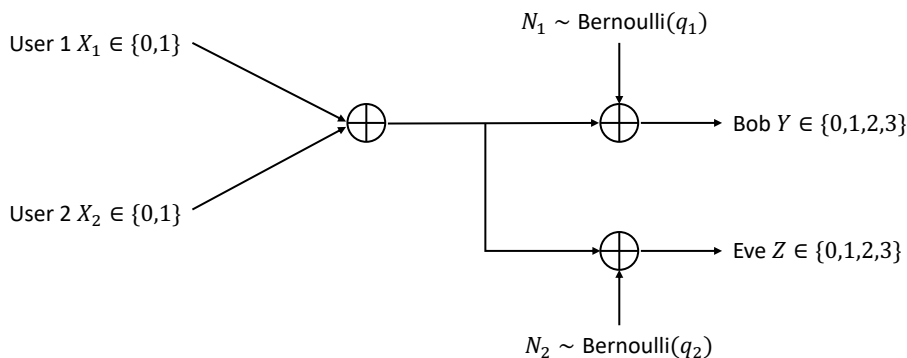 N₁ ~ Bernoulli(q₁)
User 1 X₁ ∈ {0,1}
Bob Y ∈ {0,1,2,3}
User 2 X₂ ∈ {0,1}
Eve Z ∈ {0,1,2,3}
N₂ ~ Bernoulli(q₂)